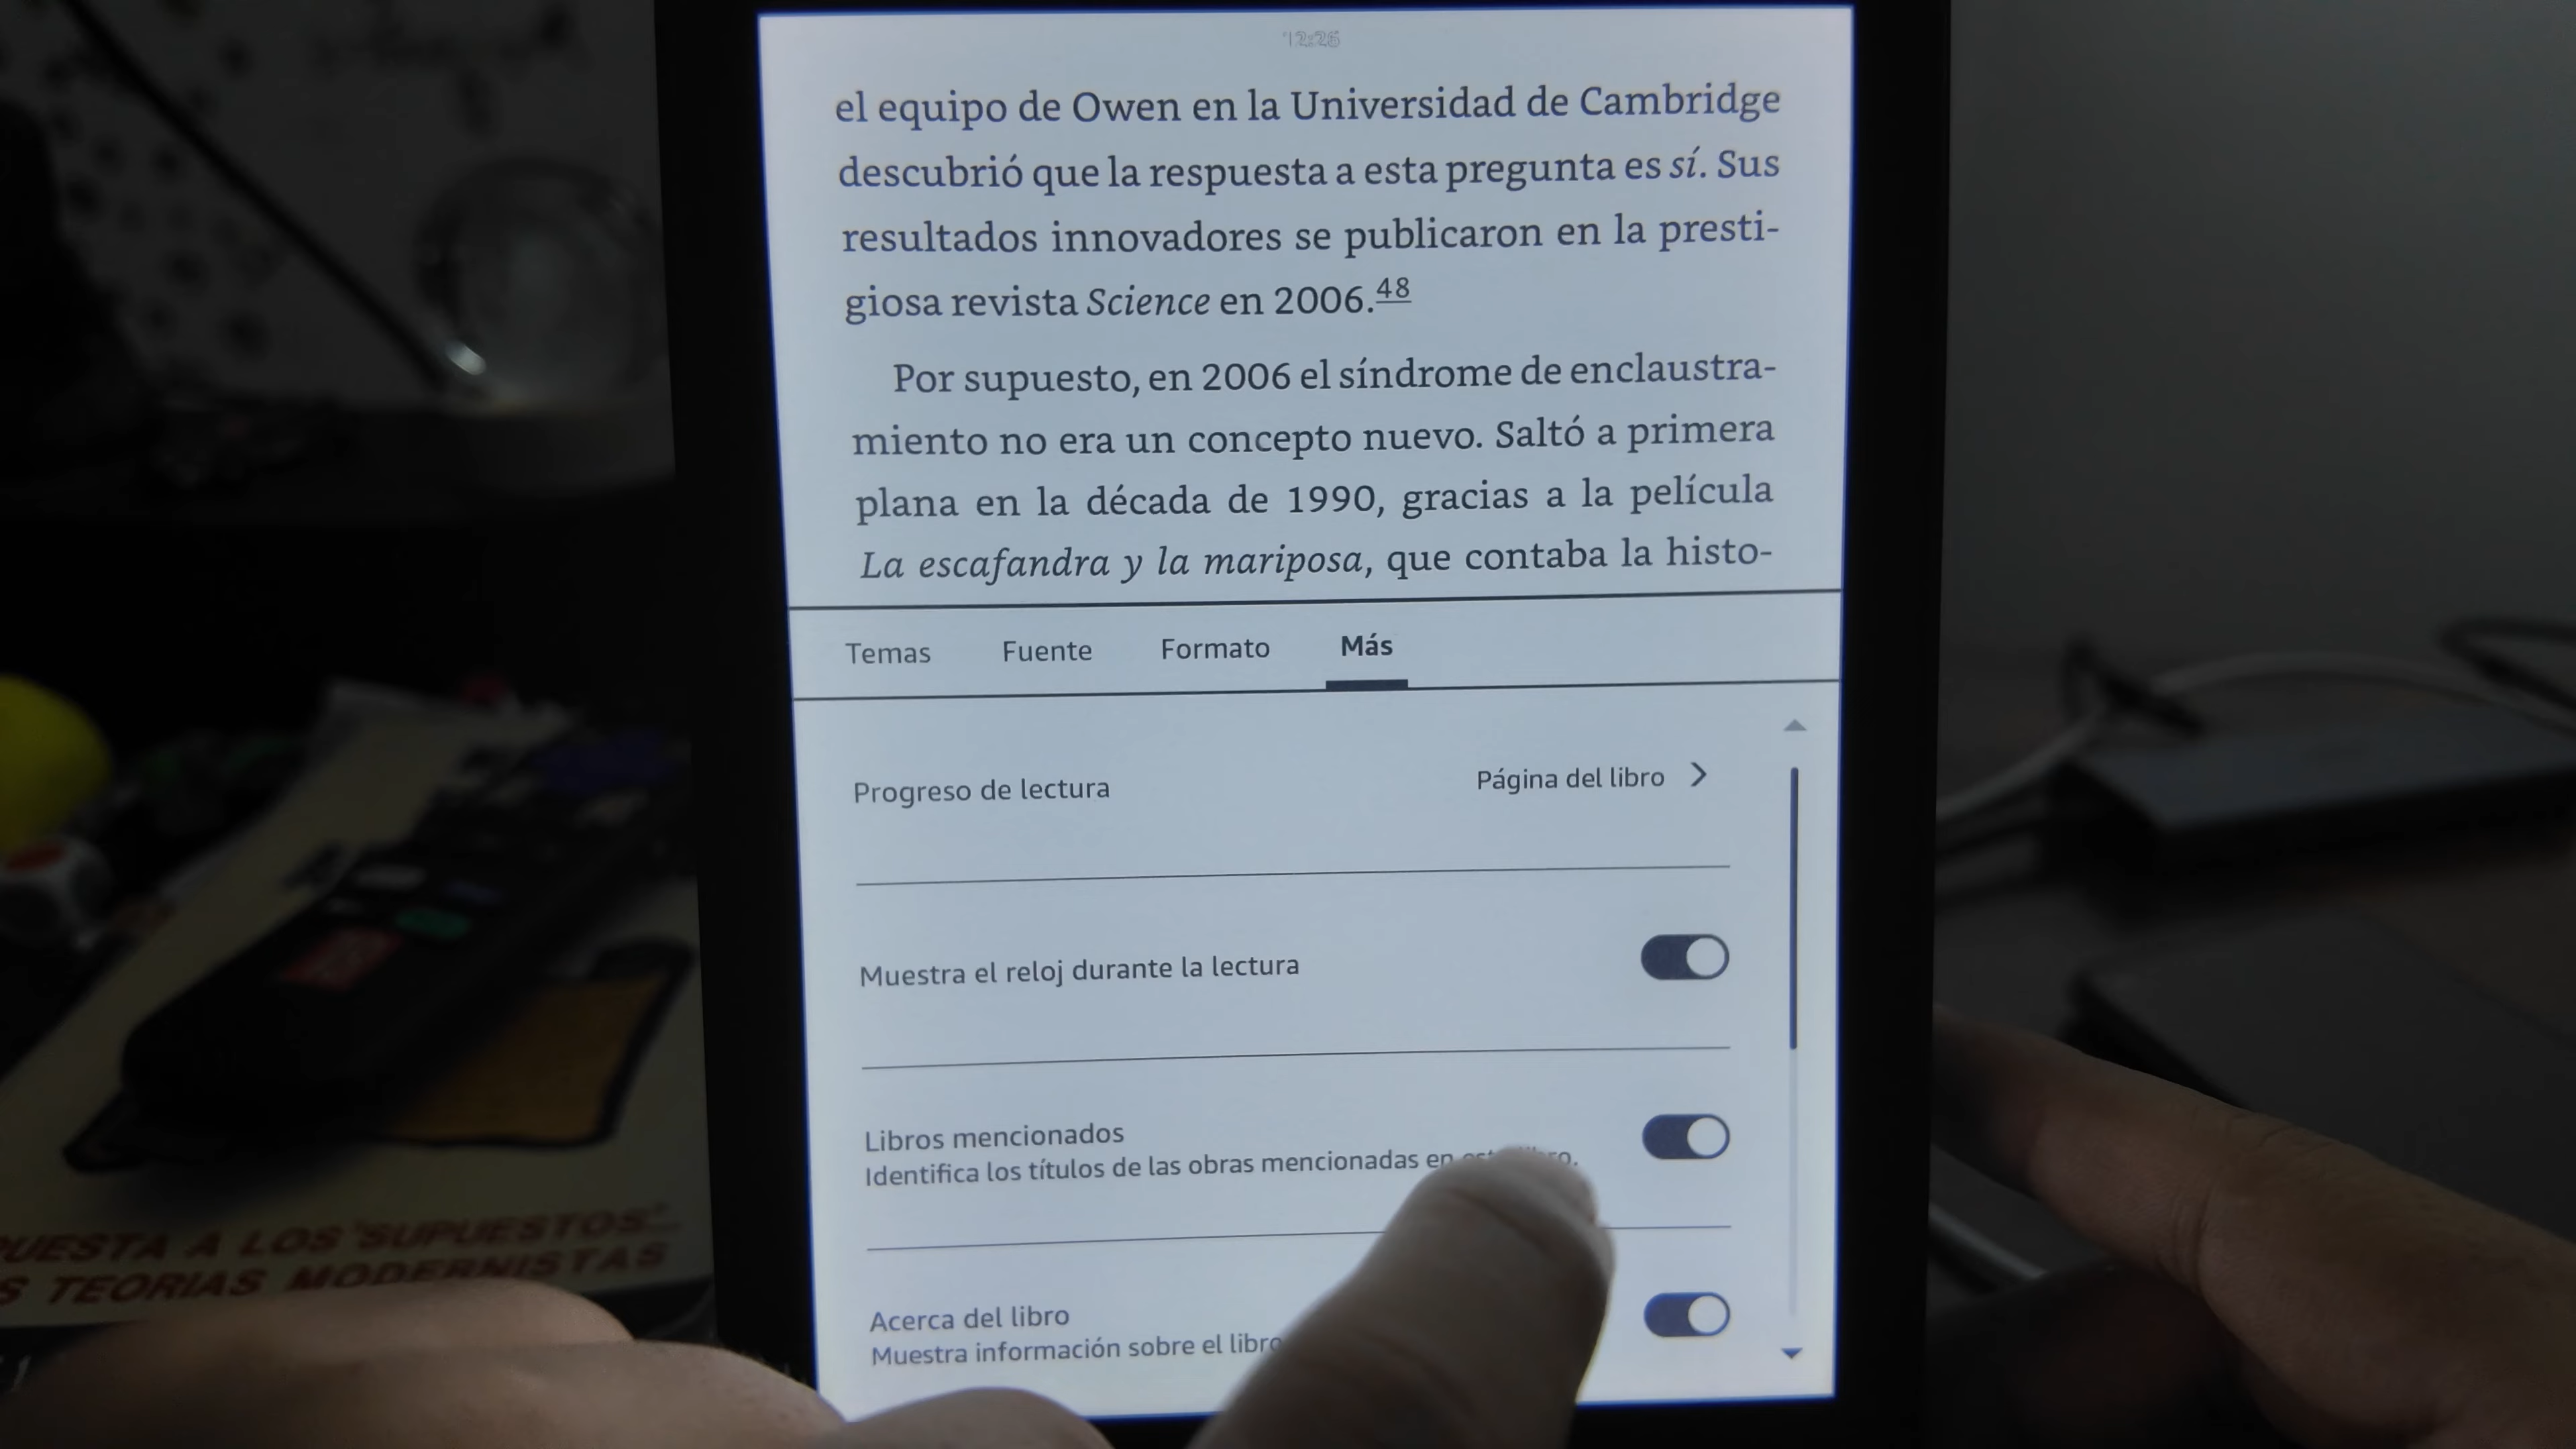 12:26
el equipo de Owen en la Universidad de Cambridge
descubrió que la respuesta a esta pregunta es sí. Sus
resultados innovadores se publicaron en la presti-
giosa revista Science en 2006.48
Por supuesto, en 2006 el síndrome de enclaustra-
miento no era un concepto nuevo. Saltó a primera
plana en la década de 1990, gracias a la película
La escafandra y la mariposa, que contaba la histo-
Temas Fuente Formato Más
Progreso de lectura Página del libro
Muestra el reloj durante la lectura
Libros mencionados
Identifica los títulos de las obras mencionadas en
Acerca del libro
Muestra información sobre el libro
A LOS "SUPUESTOS"
TEORIAS MODERNISTAS